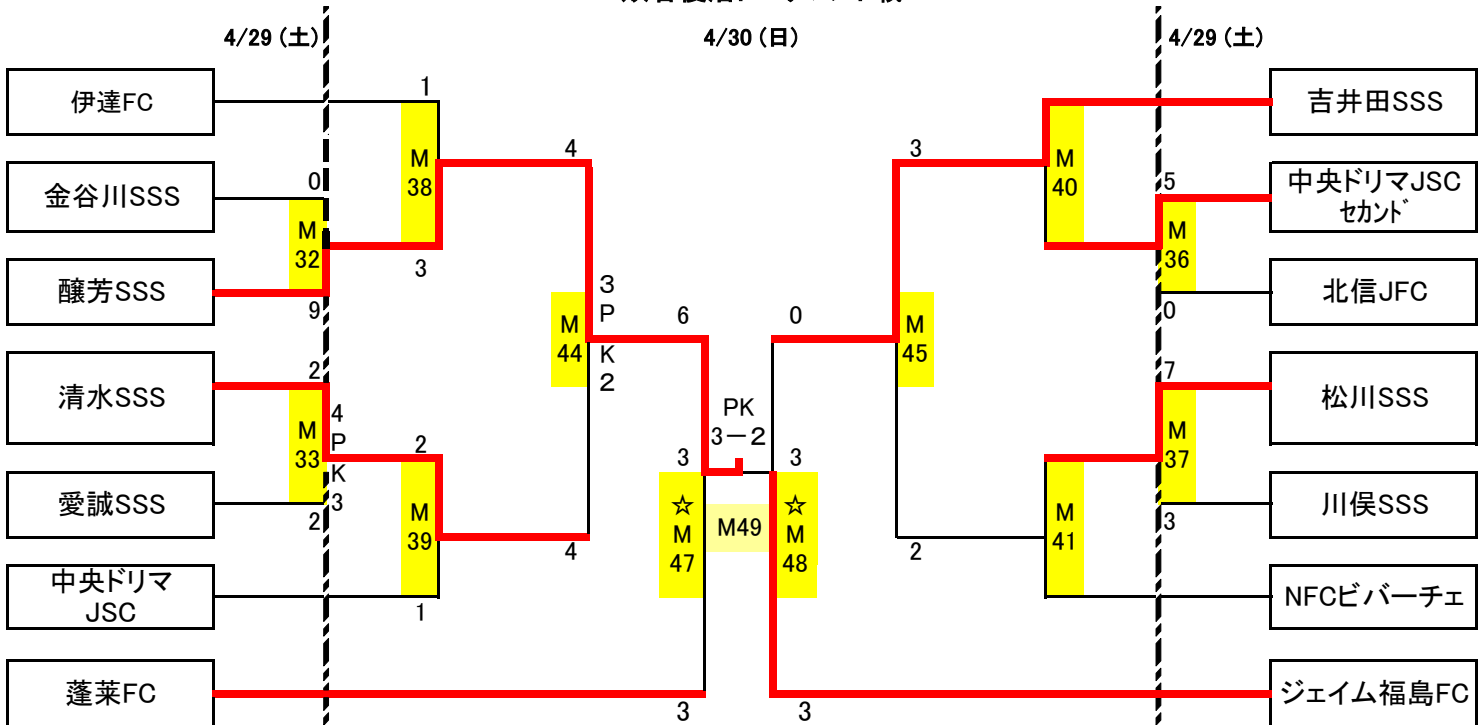 4/29 (土)
4/30 (日)
4/29 (土)
伊達FC
1
M
38
3
4
金谷川SSS
0
M
32
醸芳SSS
9
清水SSS
2
M
33
4
P
K
3
愛誠SSS
2
2
M
39
中央ドリマ
JSC
1
4
M
44
3
P
K
2
6
蓬莱FC
3
3
☆
M
47
PK
3－2
M49
0
3
☆
M
48
3
吉井田SSS
M
40
3
中央ドリマJSC
セカンド
5
M
36
北信JFC
0
M
45
松川SSS
7
M
37
川俣SSS
3
M
41
2
NFCビバーチェ
ジェイム福島FC